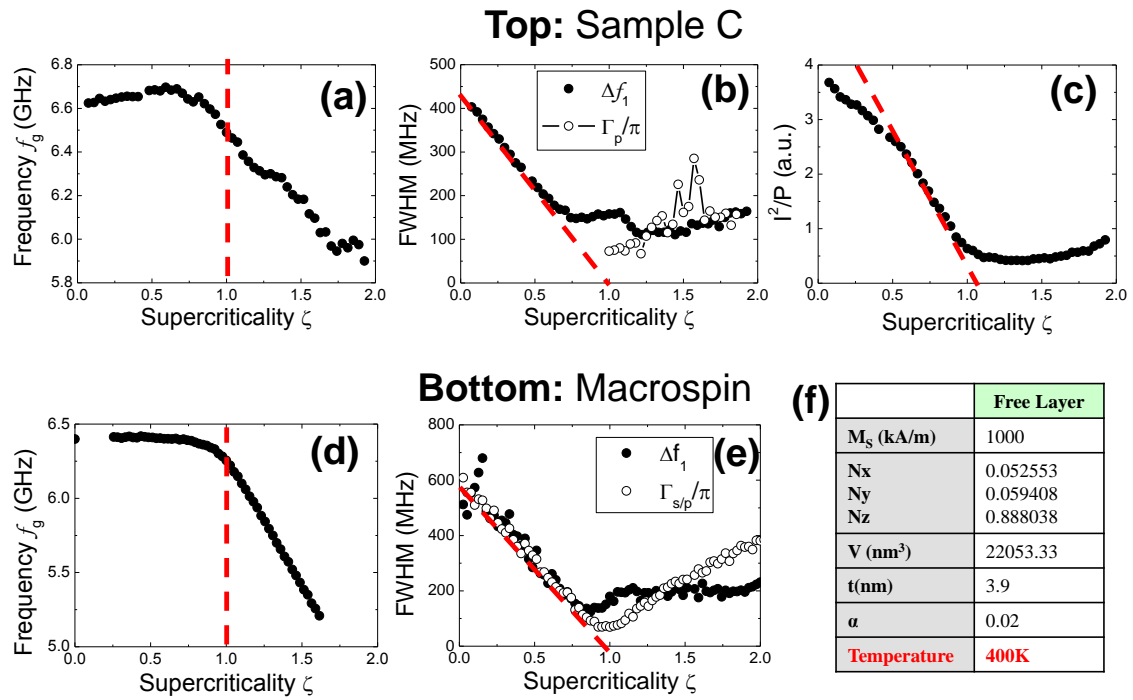 Top: Sample C
(a)
Frequency f_g (GHz)
6.8
6.6
6.4
6.2
6.0
5.8
0.0 0.5 1.0 1.5 2.0
Supercriticality ζ
(b)
FWHM (MHz)
500
400
300
200
100
0
Δf₁
Γₚ/π
0.0 0.5 1.0 1.5 2.0
Supercriticality ζ
(c)
I²/P (a.u.)
4
3
2
1
0
0.0 0.5 1.0 1.5 2.0
Supercriticality ζ
Bottom: Macrospin
(d)
Frequency f_g (GHz)
6.5
6.0
5.5
5.0
0.0 0.5 1.0 1.5 2.0
Supercriticality ζ
(e)
FWHM (MHz)
800
600
400
200
0
Δf₁
Γ_s/p/π
0.0 0.5 1.0 1.5 2.0
Supercriticality ζ
(f)
Free Layer
M_S (kA/m) 1000
Nx 0.052553
Ny 0.059408
Nz 0.888038
V (nm³) 22053.33
t(nm) 3.9
α 0.02
Temperature 400K